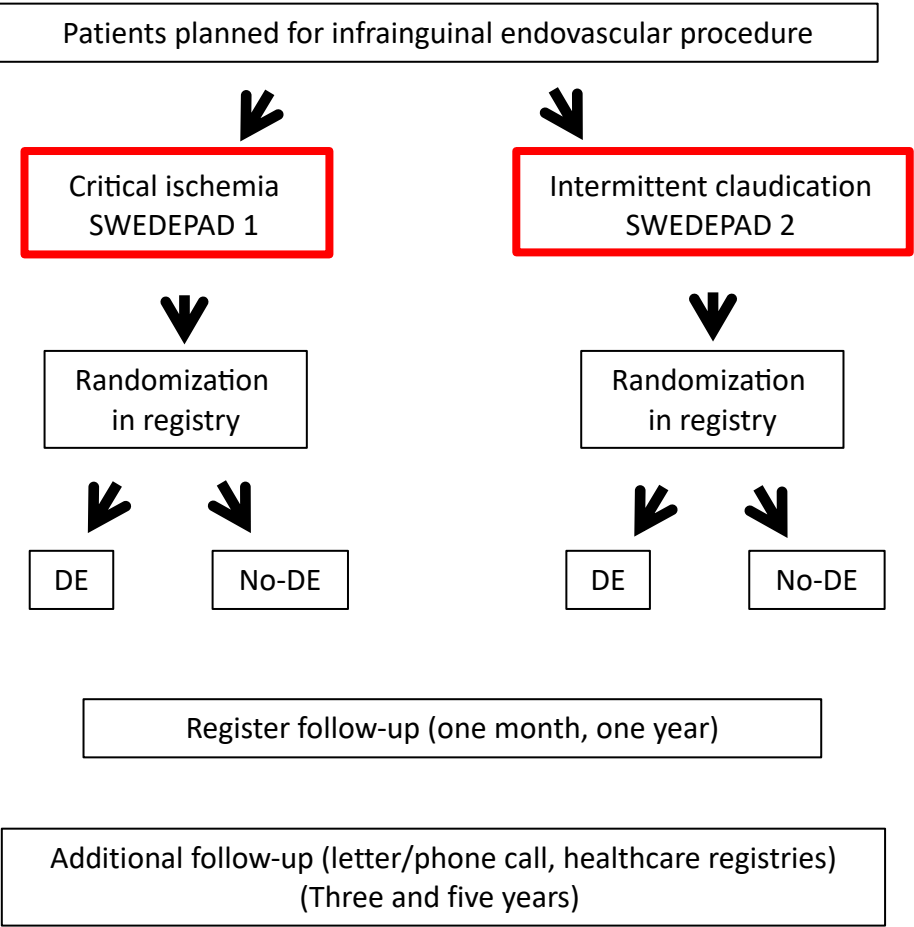 Patients planned for infrainguinal endovascular procedure
Critical ischemia
SWEDEPAD 1
Intermittent claudication
SWEDEPAD 2
Randomization
in registry
Randomization
in registry
DE
No-DE
DE
No-DE
Register follow-up (one month, one year)
Additional follow-up (letter/phone call, healthcare registries)
(Three and five years)